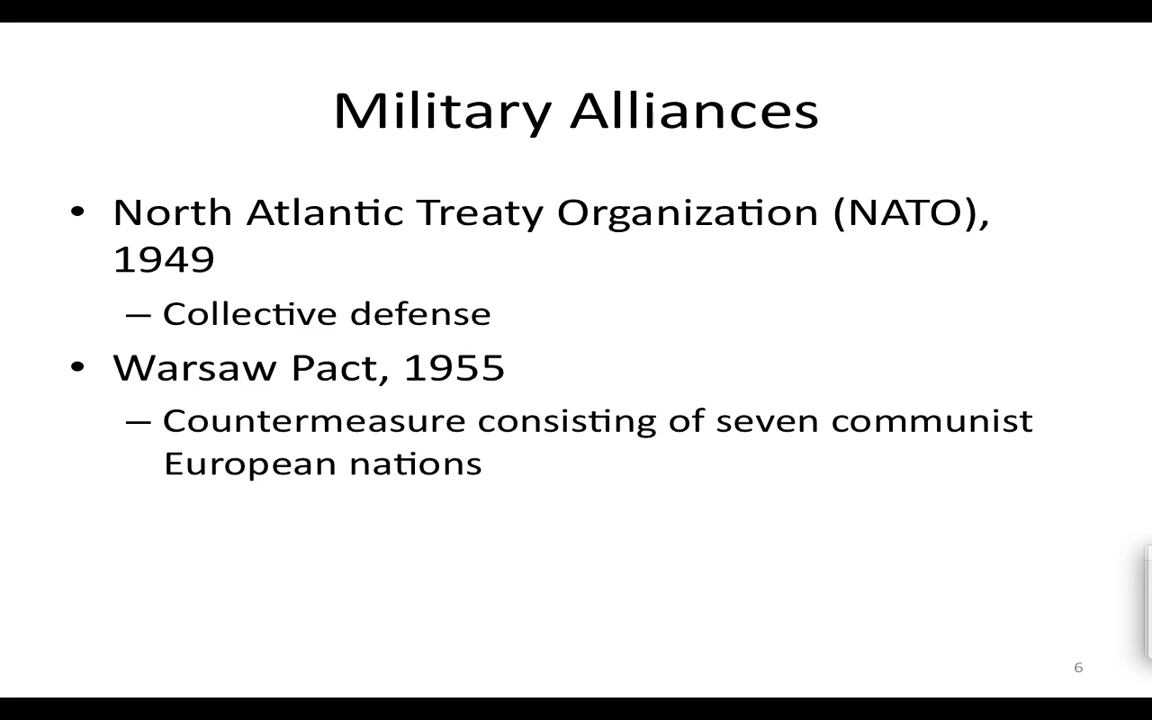 Military Alliances
• North Atlantic Treaty Organization (NATO),
1949
– Collective defense
• Warsaw Pact, 1955
– Countermeasure consisting of seven communist
European nations
6